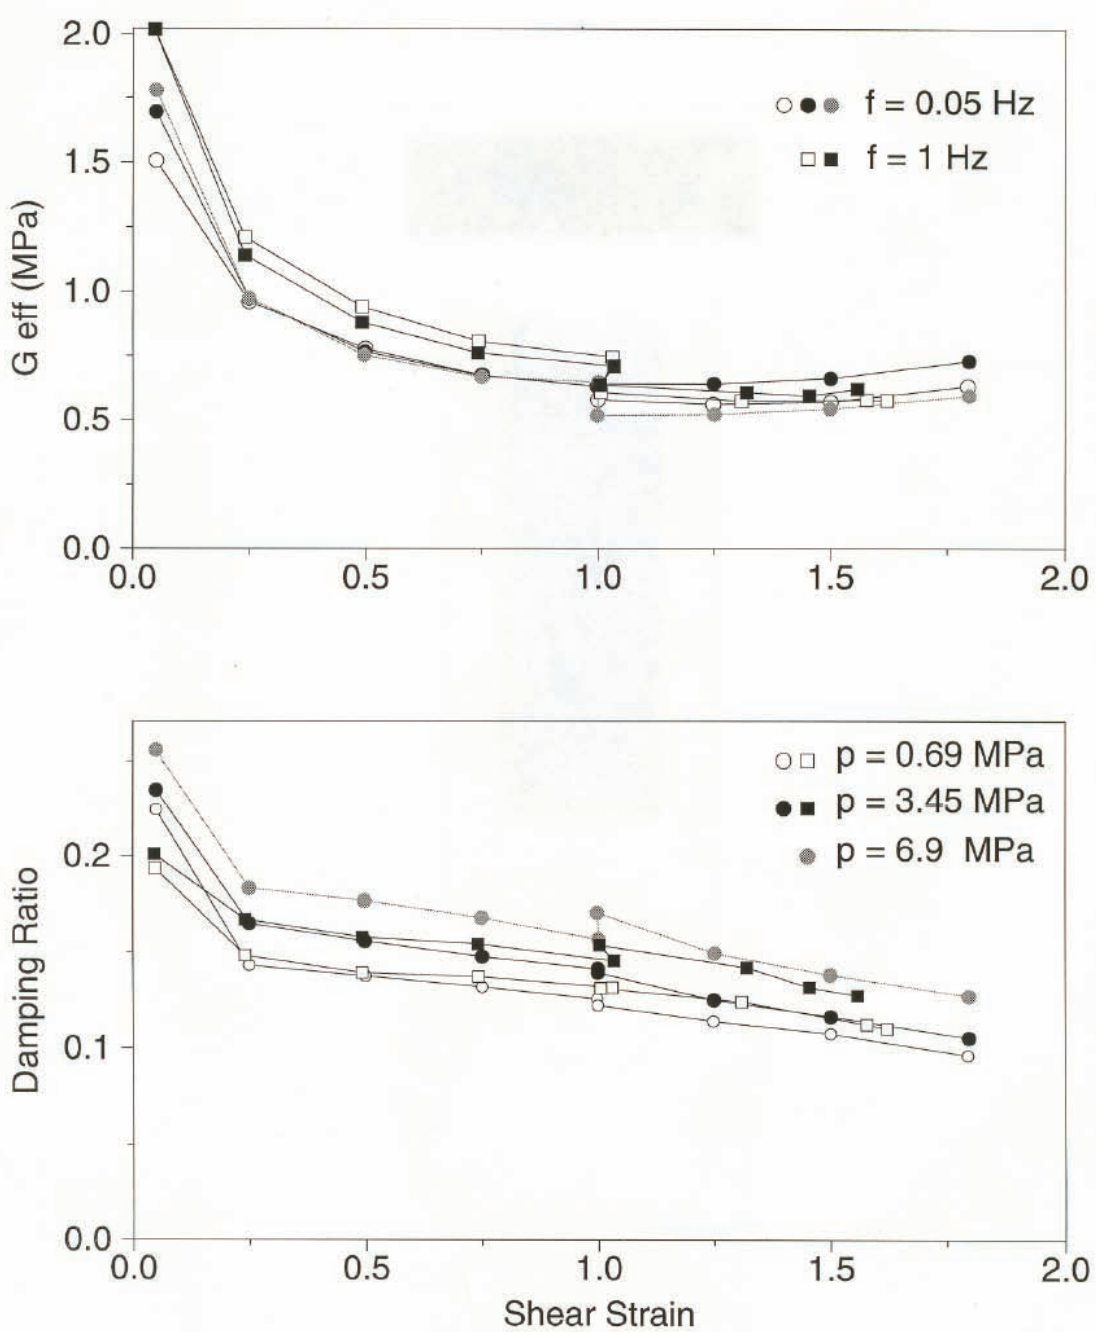 2.0
1.5
1.0
0.5
0.0
G eff (MPa)
f = 0.05 Hz
f = 1 Hz
0.0 0.5 1.0 1.5 2.0
0.2
0.1
0.0
Damping Ratio
p = 0.69 MPa
p = 3.45 MPa
p = 6.9 MPa
0.0 0.5 1.0 1.5 2.0
Shear Strain